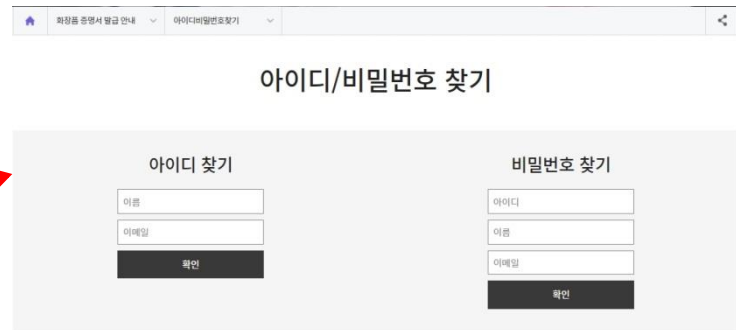 화장품 증명서 발급 안내
아이디비밀번호찾기
아이디/비밀번호 찾기
아이디 찾기
이름
이메일
확인
비밀번호 찾기
아이디
이름
이메일
확인